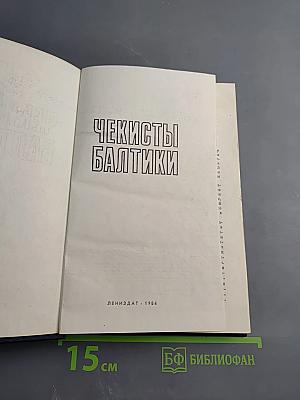 ЧЕКИСТЫ
БАЛТИКИ
ЛЕНИЗДАТ · 1984
15 см
БФ БИБЛИОФАН